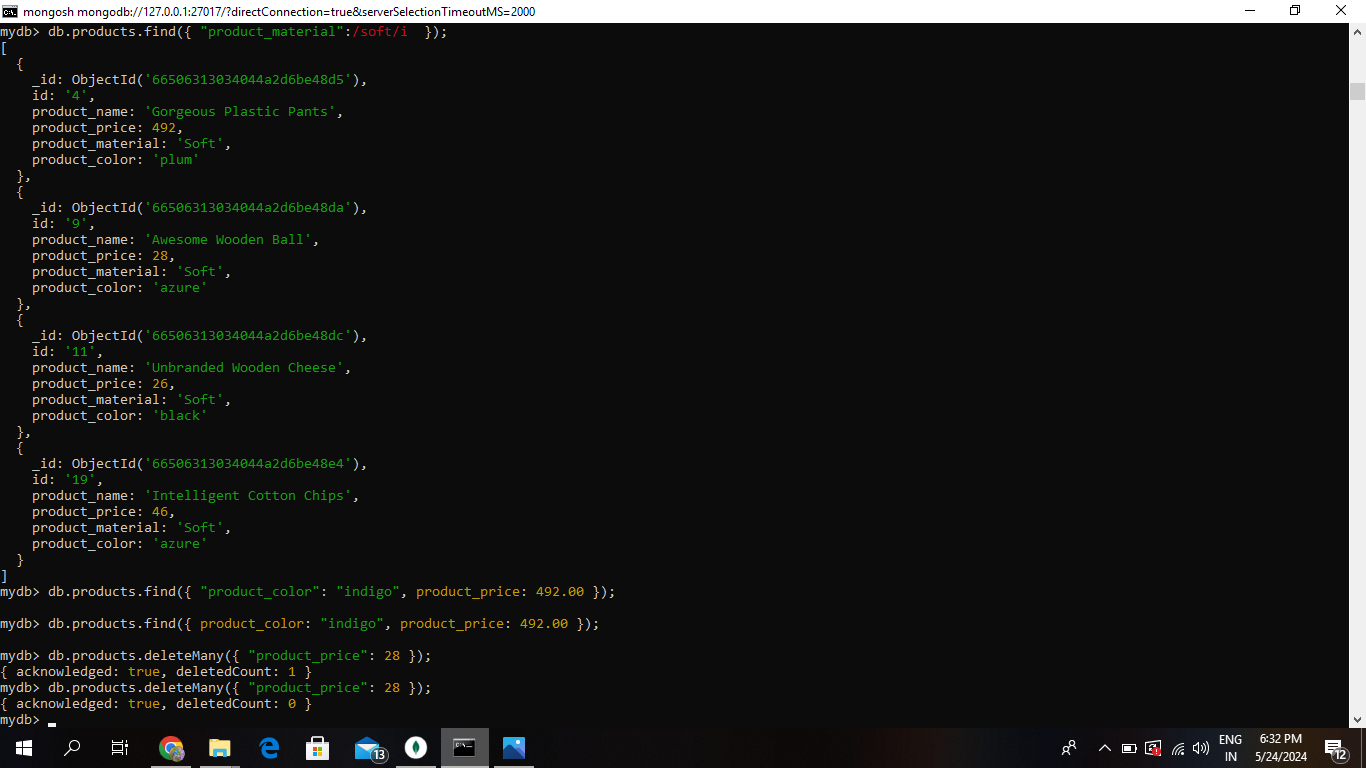 mongosh mongodb://127.0.0.1:27017/?directConnection=true&serverSelectionTimeoutMS=2000
mydb> db.products.find({ "product_material":/soft/i  });
[
  {
    _id: ObjectId('66506313034044a2d6be48d5'),
    id: '4',
    product_name: 'Gorgeous Plastic Pants',
    product_price: 492,
    product_material: 'Soft',
    product_color: 'plum'
  },
  {
    _id: ObjectId('66506313034044a2d6be48da'),
    id: '9',
    product_name: 'Awesome Wooden Ball',
    product_price: 28,
    product_material: 'Soft',
    product_color: 'azure'
  },
  {
    _id: ObjectId('66506313034044a2d6be48dc'),
    id: '11',
    product_name: 'Unbranded Wooden Cheese',
    product_price: 26,
    product_material: 'Soft',
    product_color: 'black'
  },
  {
    _id: ObjectId('66506313034044a2d6be48e4'),
    id: '19',
    product_name: 'Intelligent Cotton Chips',
    product_price: 46,
    product_material: 'Soft',
    product_color: 'azure'
  }
]
mydb> db.products.find({ "product_color": "indigo", product_price: 492.00 });
mydb> db.products.find({ product_color: "indigo", product_price: 492.00 });
mydb> db.products.deleteMany({ "product_price": 28 });
{ acknowledged: true, deletedCount: 1 }
mydb> db.products.deleteMany({ "product_price": 28 });
{ acknowledged: true, deletedCount: 0 }
mydb>
13
ENG
IN
6:32 PM
5/24/2024
12